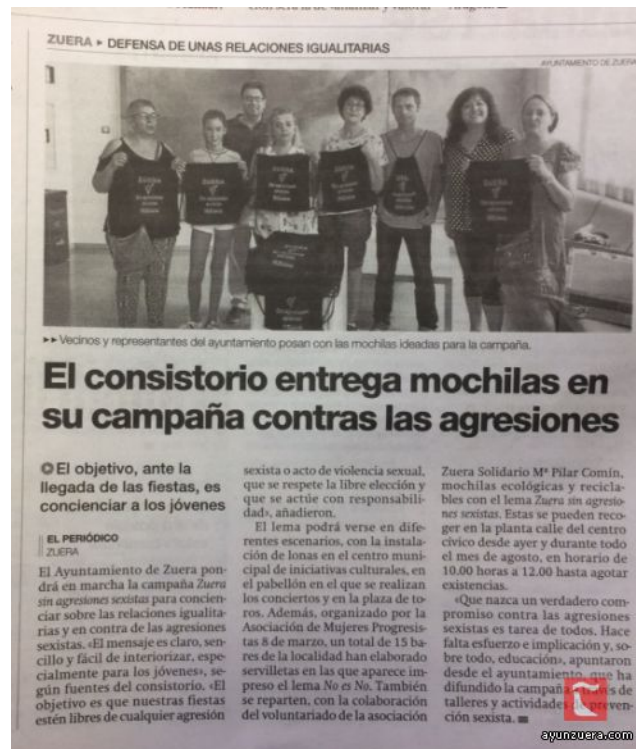 ZUERA ▸ DEFENSA DE UNAS RELACIONES IGUALITARIAS
AYUNTAMIENTO DE ZUERA
▸▸ Vecinos y representantes del ayuntamiento posan con las mochilas ideadas para la campaña.
El consistorio entrega mochilas en
su campaña contras las agresiones
El objetivo, ante la
llegada de las fiestas, es
concienciar a los jóvenes
EL PERIÓDICO
ZUERA
El Ayuntamiento de Zuera pon-
drá en marcha la campaña Zuera
sin agresiones sexistas para concien-
ciar sobre las relaciones igualita-
rias y en contra de las agresiones
sexistas. «El mensaje es claro, sen-
cillo y fácil de interiorizar, espe-
cialmente para los jóvenes», se-
gún fuentes del consistorio. «El
objetivo es que nuestras fiestas
estén libres de cualquier agresión
sexista o acto de violencia sexual,
que se respete la libre elección y
que se actúe con responsabili-
dad», añadieron.
El lema podrá verse en dife-
rentes escenarios, con la instala-
ción de lonas en el centro muni-
cipal de iniciativas culturales, en
el pabellón en el que se realizan
los conciertos y en la plaza de to-
ros. Además, organizado por la
Asociación de Mujeres Progresis-
tas 8 de marzo, un total de 15 ba-
res de la localidad han elaborado
servilletas en las que aparece im-
preso el lema No es No. También
se reparten, con la colaboración
del voluntariado de la asociación
Zuera Solidario Mª Pilar Comín,
mochilas ecológicas y recicla-
bles con el lema Zuera sin agresio-
nes sexistas. Estas se pueden reco-
ger en la planta calle del centro
cívico desde ayer y durante todo
el mes de agosto, en horario de
10.00 horas a 12.00 hasta agotar
existencias.
«Que nazca un verdadero com-
promiso contra las agresiones
sexistas es tarea de todos. Hace
falta esfuerzo e implicación y, so-
bre todo, educación», apuntaron
desde el ayuntamiento, que ha
difundido la campaña a través de
talleres y actividades de preven-
ción sexista.
ayunzuera.com